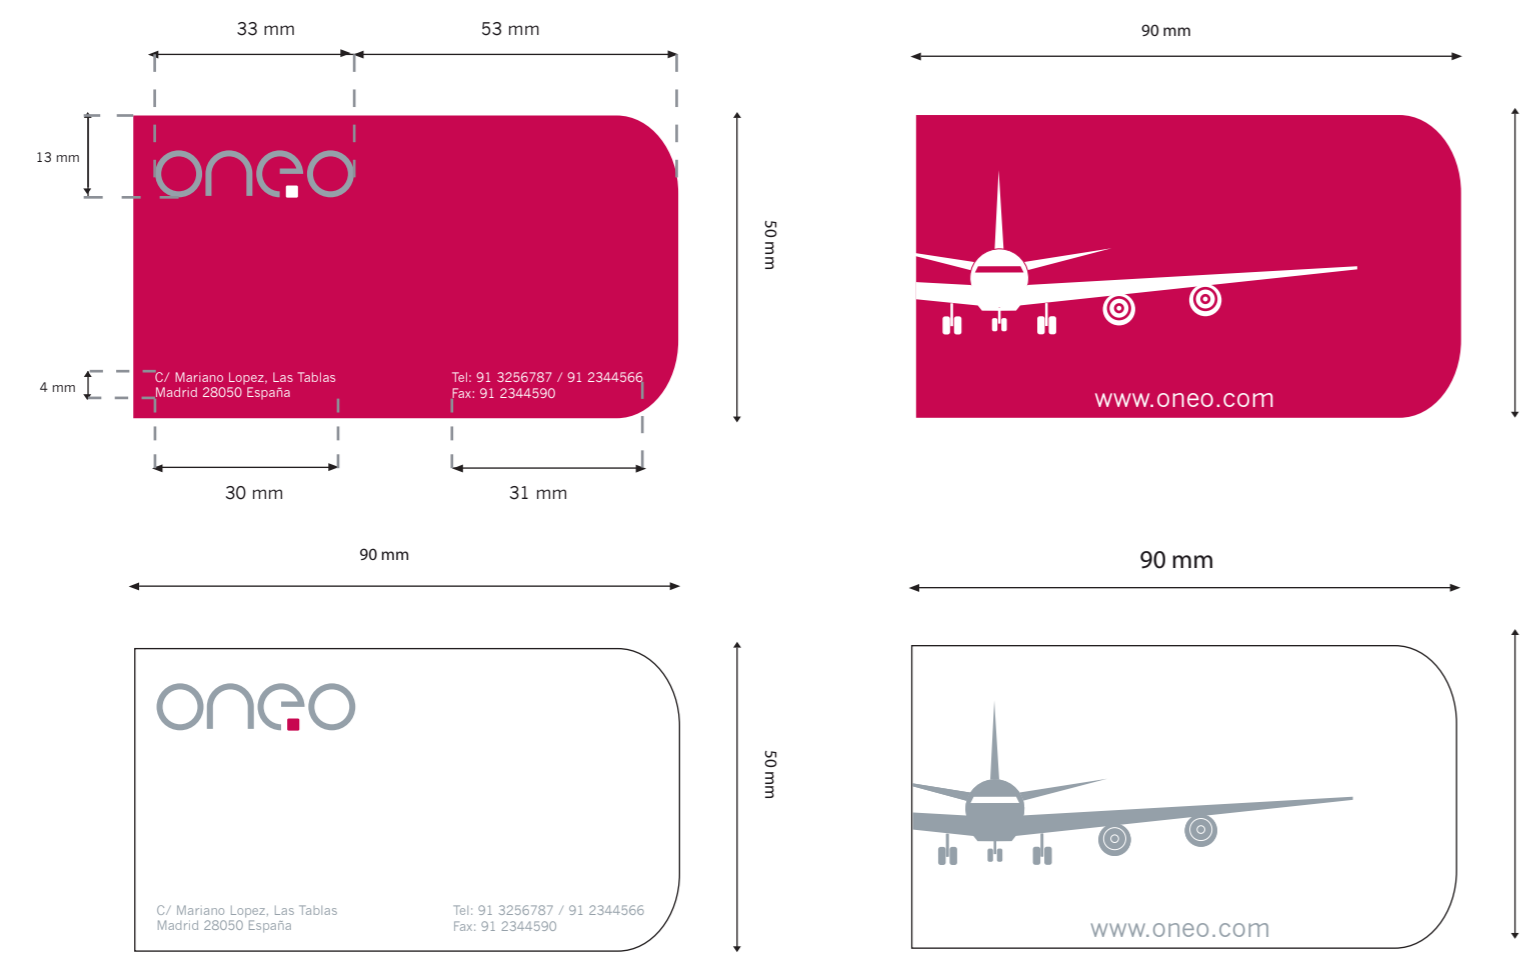 33 mm
53 mm
90 mm
13 mm
oneo
50 mm
4 mm
C/ Mariano Lopez, Las Tablas
Madrid 28050 España
Tel: 91 3256787 / 91 2344566
Fax: 91 2344590
www.oneo.com
30 mm
31 mm
90 mm
90 mm
oneo
50 mm
C/ Mariano Lopez, Las Tablas
Madrid 28050 España
Tel: 91 3256787 / 91 2344566
Fax: 91 2344590
www.oneo.com